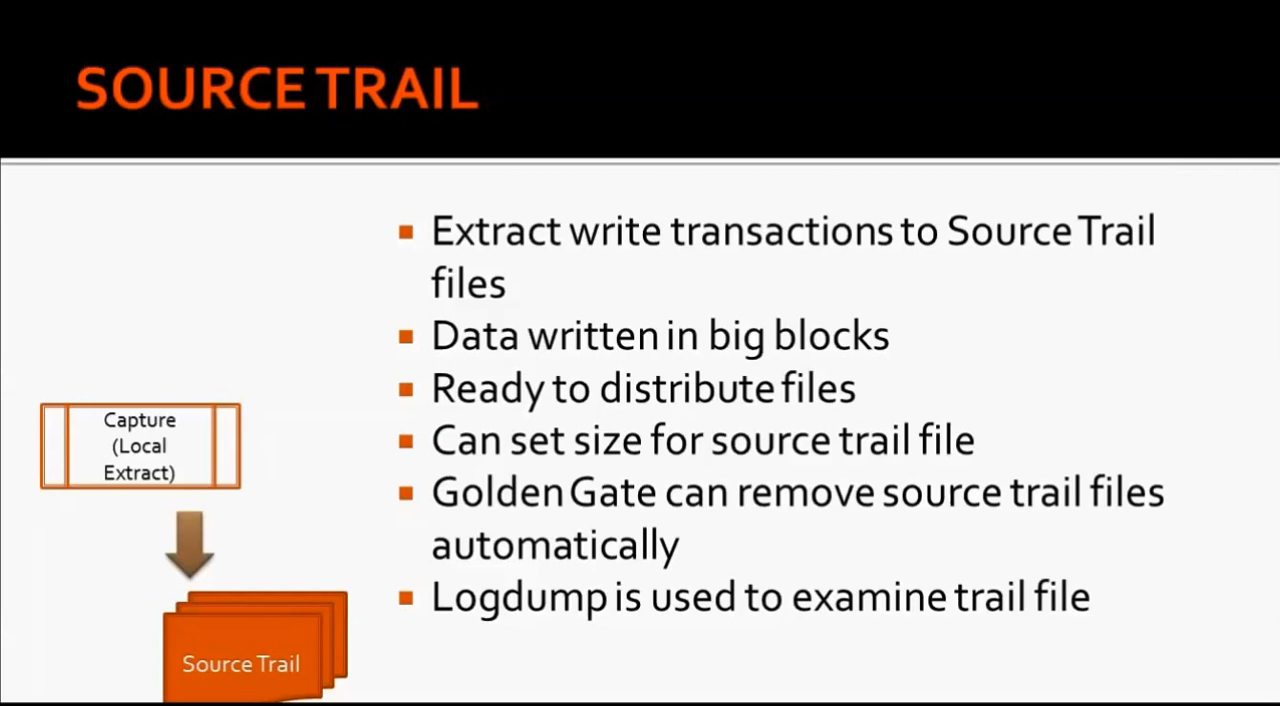 SOURCE TRAIL
Extract write transactions to Source Trail
files
Data written in big blocks
Ready to distribute files
Can set size for source trail file
Golden Gate can remove source trail files
automatically
Logdump is used to examine trail file
Capture
(Local
Extract)
Source Trail